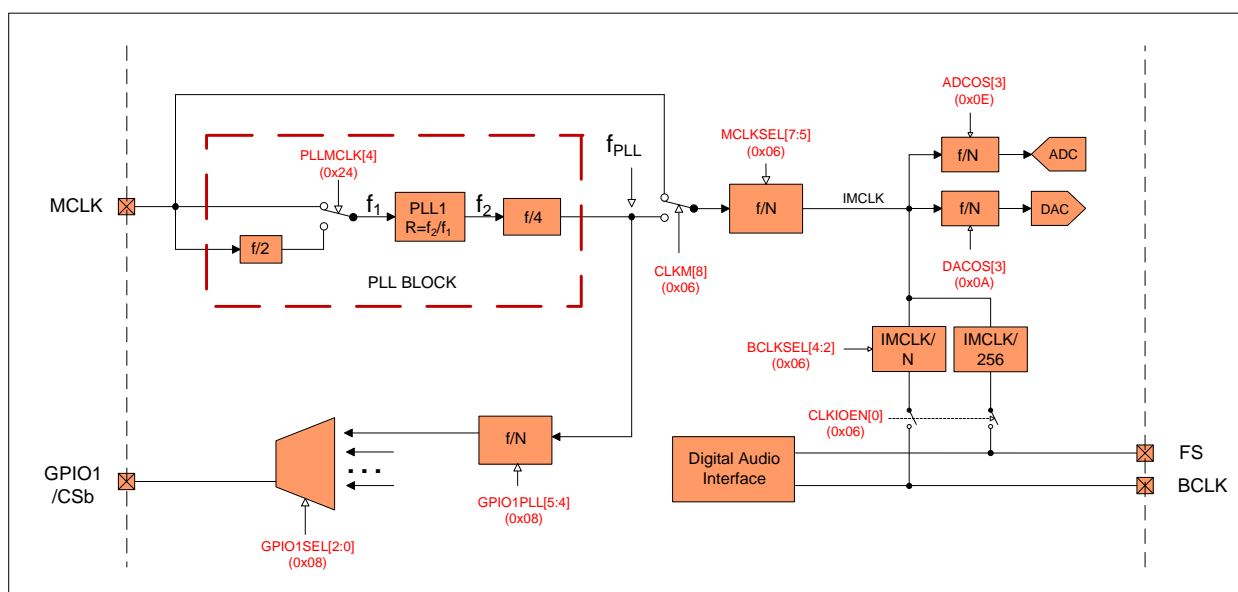 ADCOS[3]
(0x0E)
f/N
ADC
MCLKSEL[7:5]
(0x06)
f/N
IMCLK
f/N
DAC
DACOS[3]
(0x0A)
fPLL
PLLMCLK[4]
(0x24)
MCLK
f1
PLL1
R=f2/f1
f2
f/4
f/2
PLL BLOCK
CLKM[8]
(0x06)
BCLKSEL[4:2]
(0x06)
IMCLK/
N
IMCLK/
256
CLKIOEN[0]
(0x06)
GPIO1
/CSb
...
f/N
GPIO1PLL[5:4]
(0x08)
GPIO1SEL[2:0]
(0x08)
Digital Audio
Interface
FS
BCLK